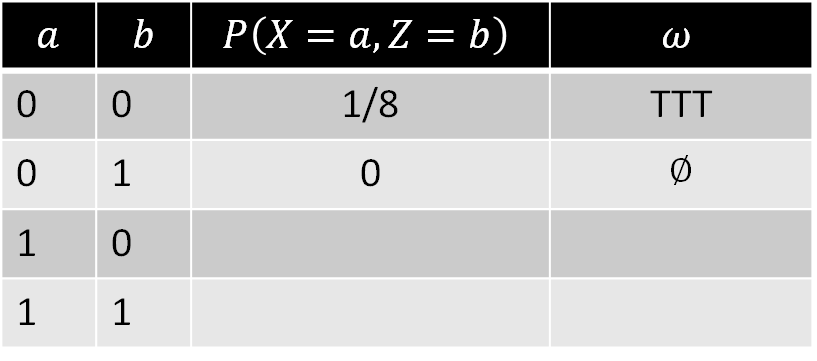 a b P(X = a, Z = b) ω
0 0 1/8 TTT
0 1 0 ∅
1 0
1 1